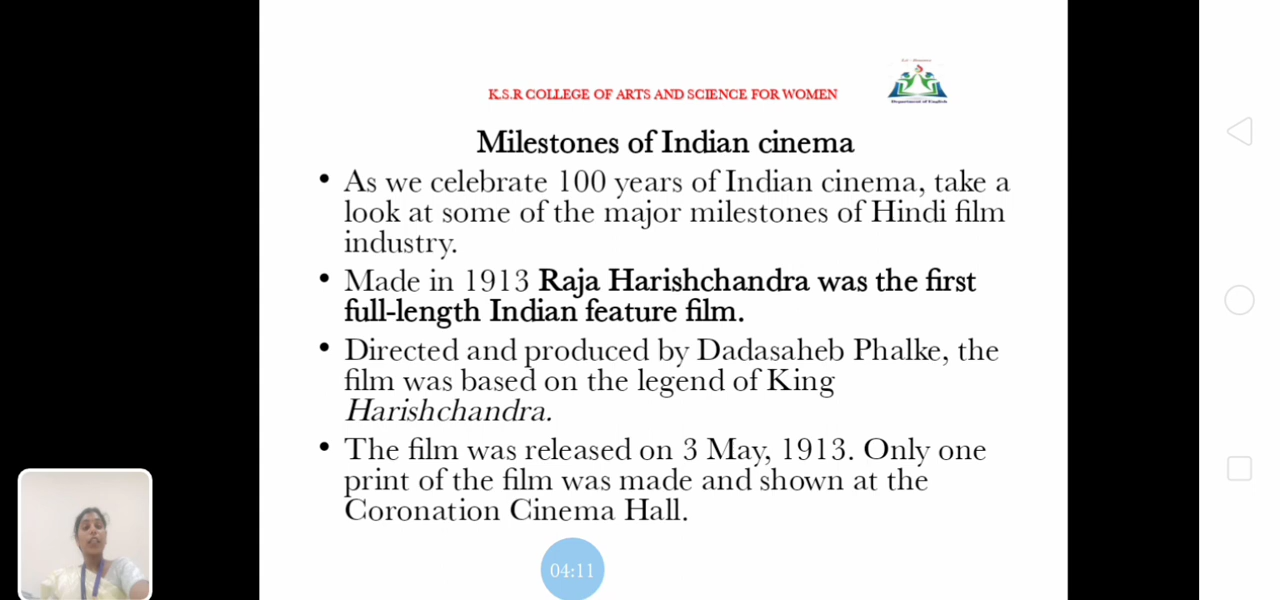 K.S.R COLLEGE OF ARTS AND SCIENCE FOR WOMEN
Department of English
Milestones of Indian cinema
• As we celebrate 100 years of Indian cinema, take a
look at some of the major milestones of Hindi film
industry.
• Made in 1913 Raja Harishchandra was the first
full-length Indian feature film.
• Directed and produced by Dadasaheb Phalke, the
film was based on the legend of King
Harishchandra.
• The film was released on 3 May, 1913. Only one
print of the film was made and shown at the
Coronation Cinema Hall.
04:11